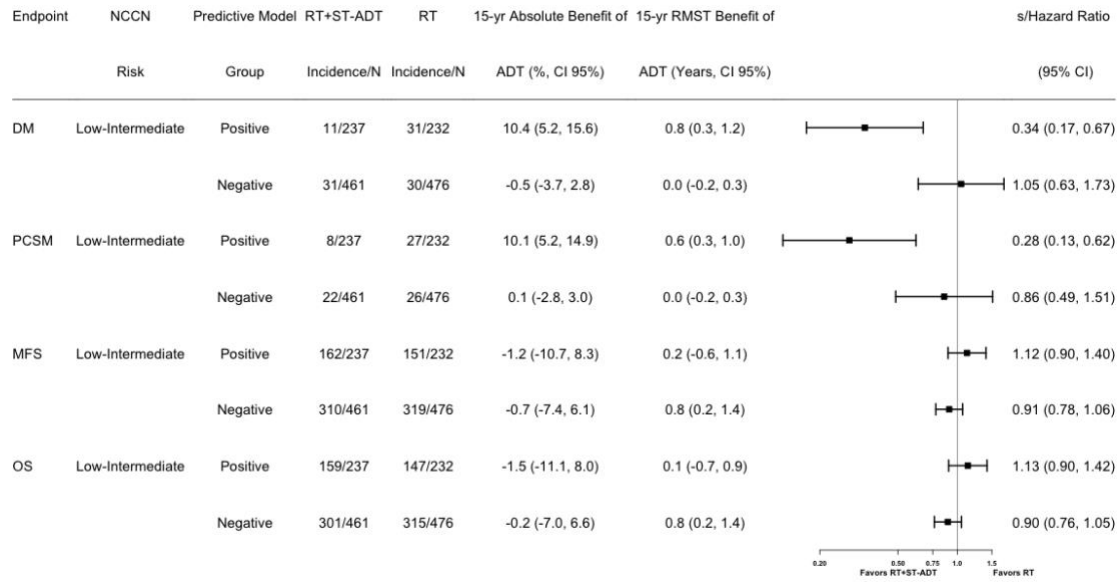 Endpoint NCCN Predictive Model RT+ST-ADT RT 15-yr Absolute Benefit of 15-yr RMST Benefit of s/Hazard Ratio
Risk Group Incidence/N Incidence/N ADT (%, CI 95%) ADT (Years, CI 95%) (95% CI)
DM Low-Intermediate Positive 11/237 31/232 10.4 (5.2, 15.6) 0.8 (0.3, 1.2) 0.34 (0.17, 0.67)
Negative 31/461 30/476 -0.5 (-3.7, 2.8) 0.0 (-0.2, 0.3) 1.05 (0.63, 1.73)
PCSM Low-Intermediate Positive 8/237 27/232 10.1 (5.2, 14.9) 0.6 (0.3, 1.0) 0.28 (0.13, 0.62)
Negative 22/461 26/476 0.1 (-2.8, 3.0) 0.0 (-0.2, 0.3) 0.86 (0.49, 1.51)
MFS Low-Intermediate Positive 162/237 151/232 -1.2 (-10.7, 8.3) 0.2 (-0.6, 1.1) 1.12 (0.90, 1.40)
Negative 310/461 319/476 -0.7 (-7.4, 6.1) 0.8 (0.2, 1.4) 0.91 (0.78, 1.06)
OS Low-Intermediate Positive 159/237 147/232 -1.5 (-11.1, 8.0) 0.1 (-0.7, 0.9) 1.13 (0.90, 1.42)
Negative 301/461 315/476 -0.2 (-7.0, 6.6) 0.8 (0.2, 1.4) 0.90 (0.76, 1.05)
0.20 0.50 0.75 1.0 1.5
Favors RT+ST-ADT Favors RT